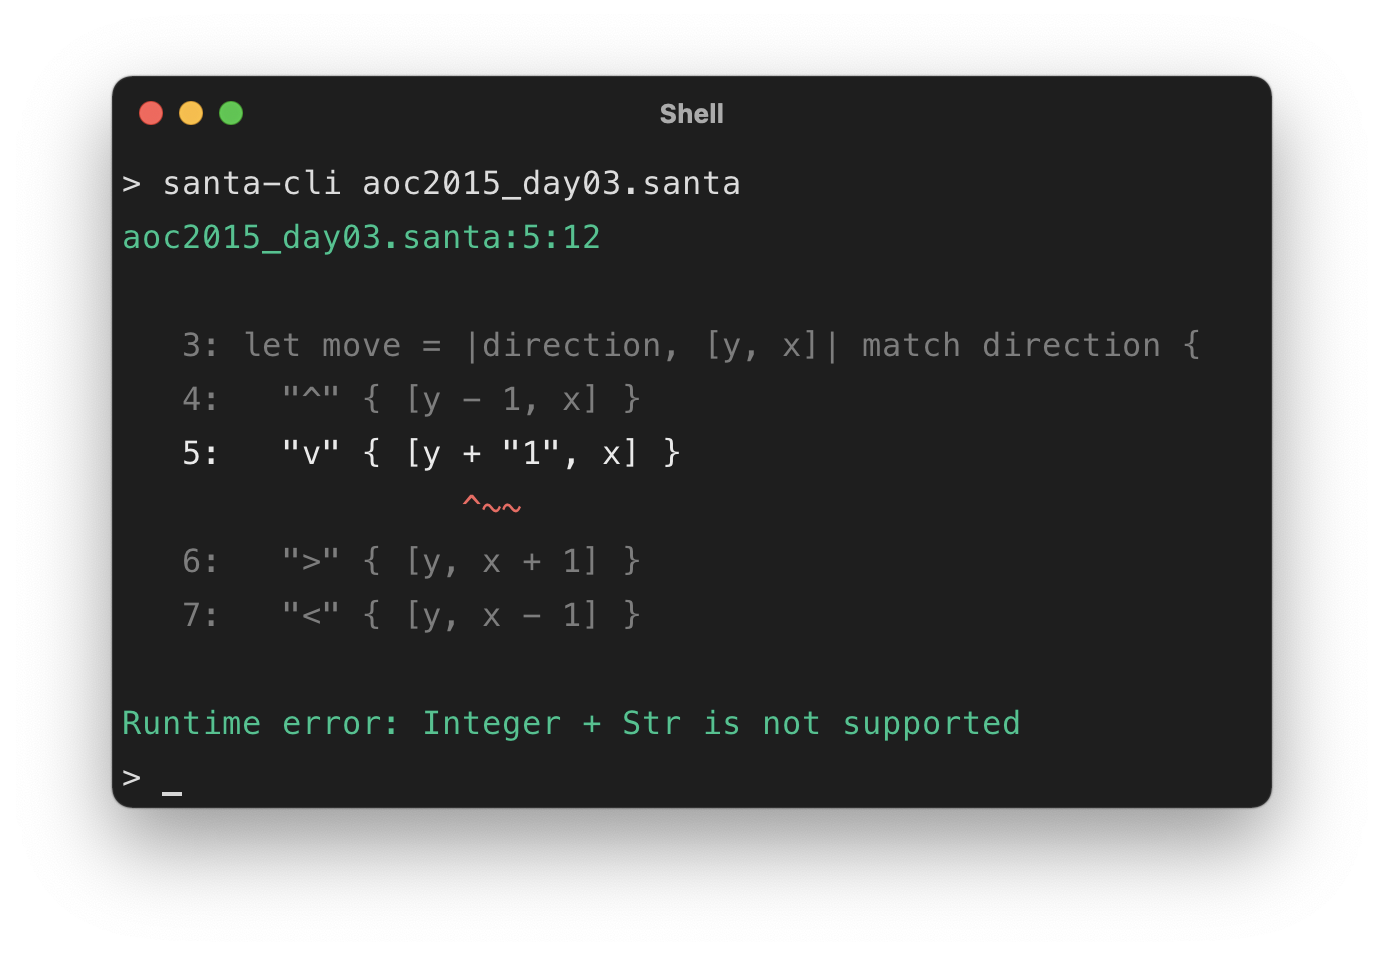 Shell
> santa-cli aoc2015_day03.santa
aoc2015_day03.santa:5:12
3: let move = |direction, [y, x]| match direction {
4:   "^" { [y - 1, x] }
5:   "v" { [y + "1", x] }
^~~
6:   ">" { [y, x + 1] }
7:   "<" { [y, x - 1] }
Runtime error: Integer + Str is not supported
> _